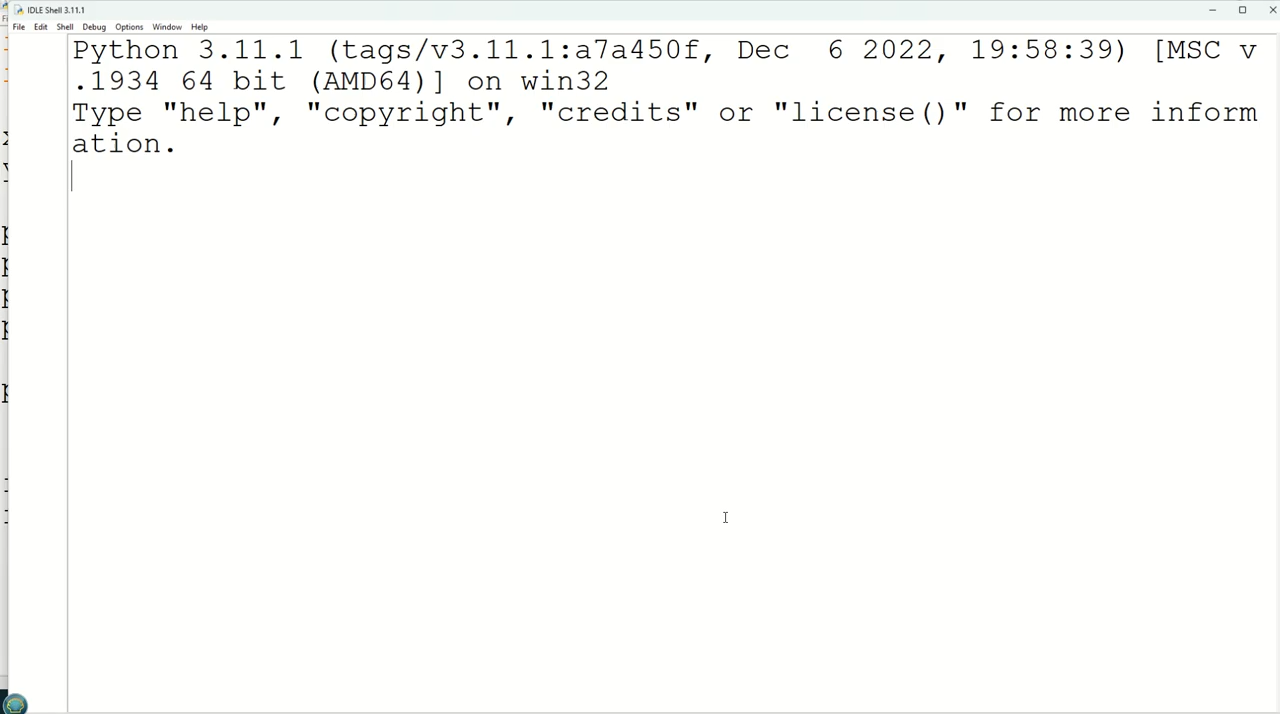 IDLE Shell 3.11.1
File Edit Shell Debug Options Window Help
Python 3.11.1 (tags/v3.11.1:a7a450f, Dec  6 2022, 19:58:39) [MSC v
.1934 64 bit (AMD64)] on win32
Type "help", "copyright", "credits" or "license()" for more inform
ation.